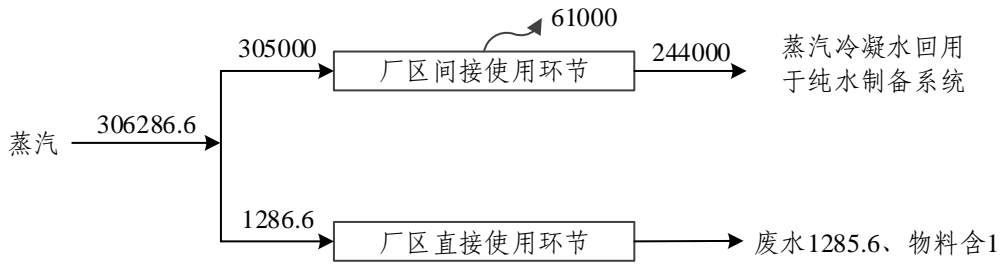 61000
305000
厂区间接使用环节
244000
蒸汽冷凝水回用
于纯水制备系统
蒸汽
306286.6
1286.6
厂区直接使用环节
废水1285.6、物料含1